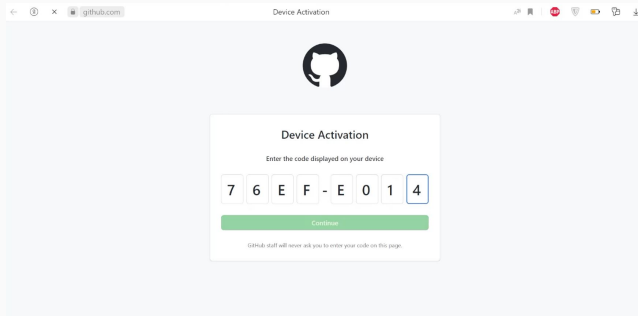 github.com
Device Activation
ABP
Device Activation
Enter the code displayed on your device
7 6 E F - E 0 1 4
Continue
GitHub staff will never ask you to enter your code on this page.